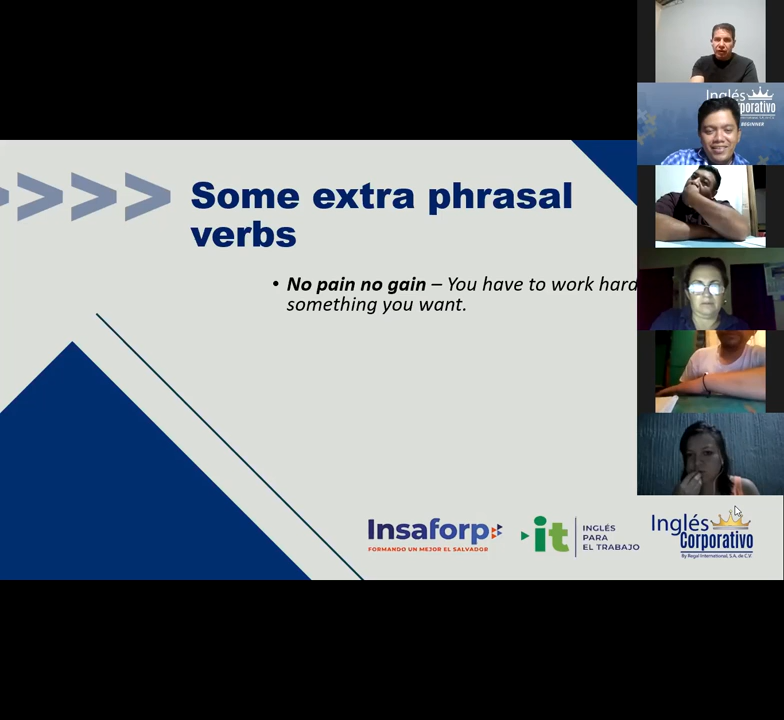 >>>>
Some extra phrasal
verbs
• No pain no gain – You have to work hard
something you want.
Inglés
BEGINNER
Insaforp
FORMANDO UN MEJOR EL SALVADOR
it
INGLÉS
PARA
EL TRABAJO
Inglés
Corporativo
By Regal International, S.A. de C.V.